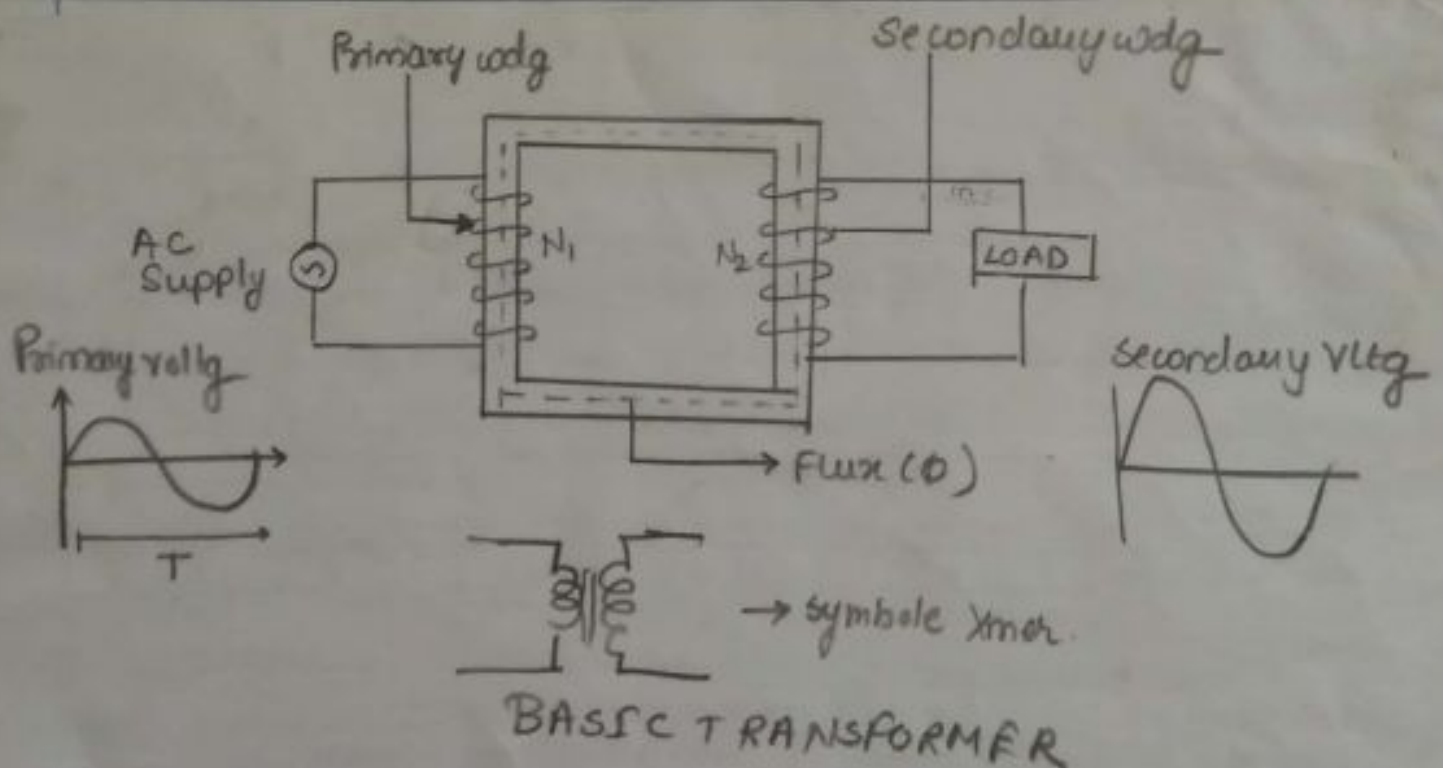 Primary wdg
Secondary wdg
AC
Supply
N1
N2
LOAD
Primary voltg
Secondary Vltg
Flux (Φ)
T
→ symbole Xmer.
BASIC TRANSFORMER